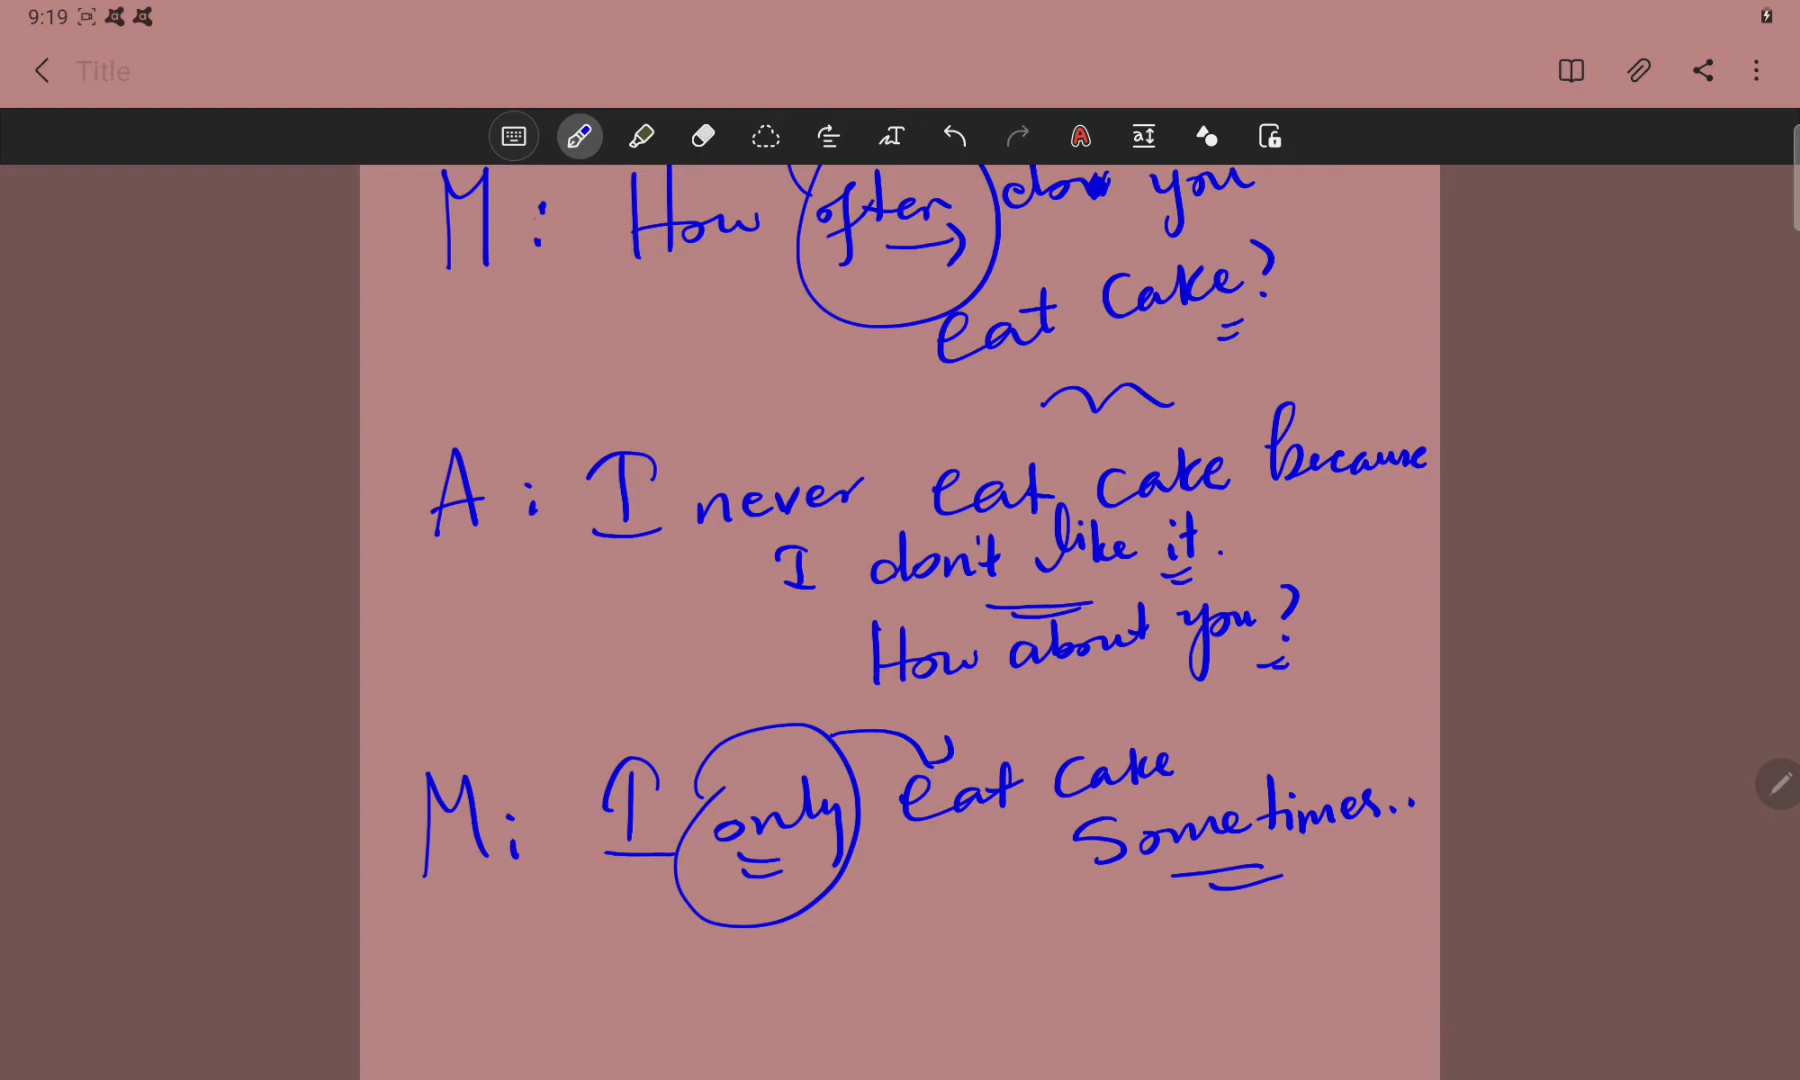 9:19
Title
M: How often do you
eat cake?
A: I never eat cake because
I don't like it.
How about you?
M: I only eat cake
Sometimes..